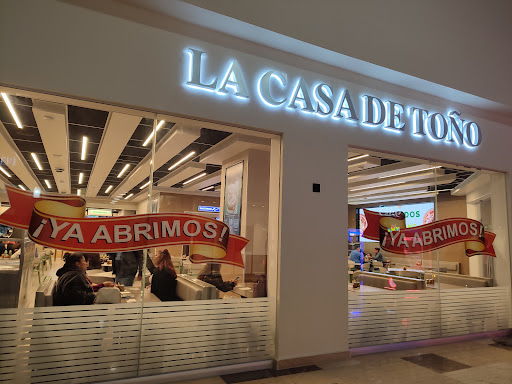 LA CASA DE TOÑO
¡YA ABRIMOS!
¡YA ABRIMOS!